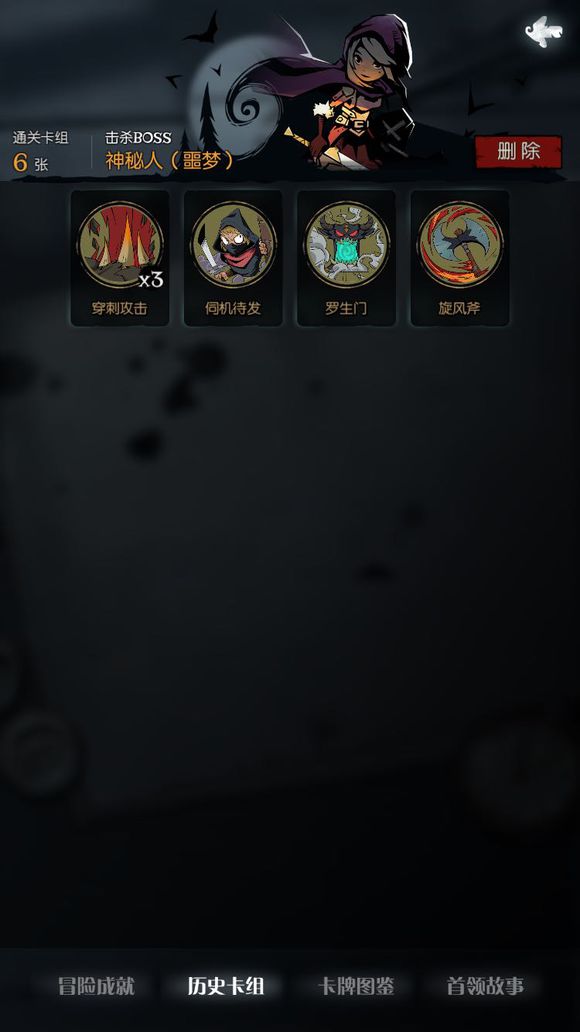 通关卡组
击杀BOSS
6 张
神秘人（噩梦）
删除
x3
穿刺攻击
伺机待发
罗生门
旋风斧
冒险成就
历史卡组
卡牌图鉴
首领故事